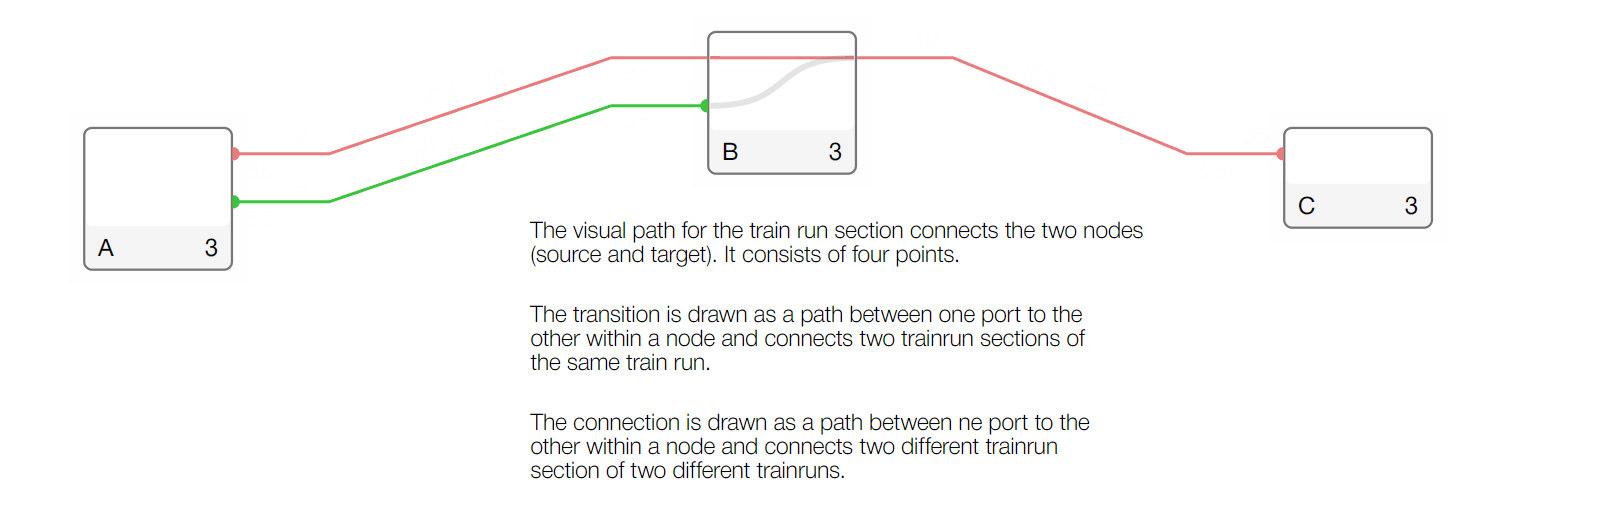 B 3
A 3
C 3
The visual path for the train run section connects the two nodes
(source and target). It consists of four points.
The transition is drawn as a path between one port to the
other within a node and connects two trainrun sections of
the same train run.
The connection is drawn as a path between ne port to the
other within a node and connects two different trainrun
section of two different trainruns.